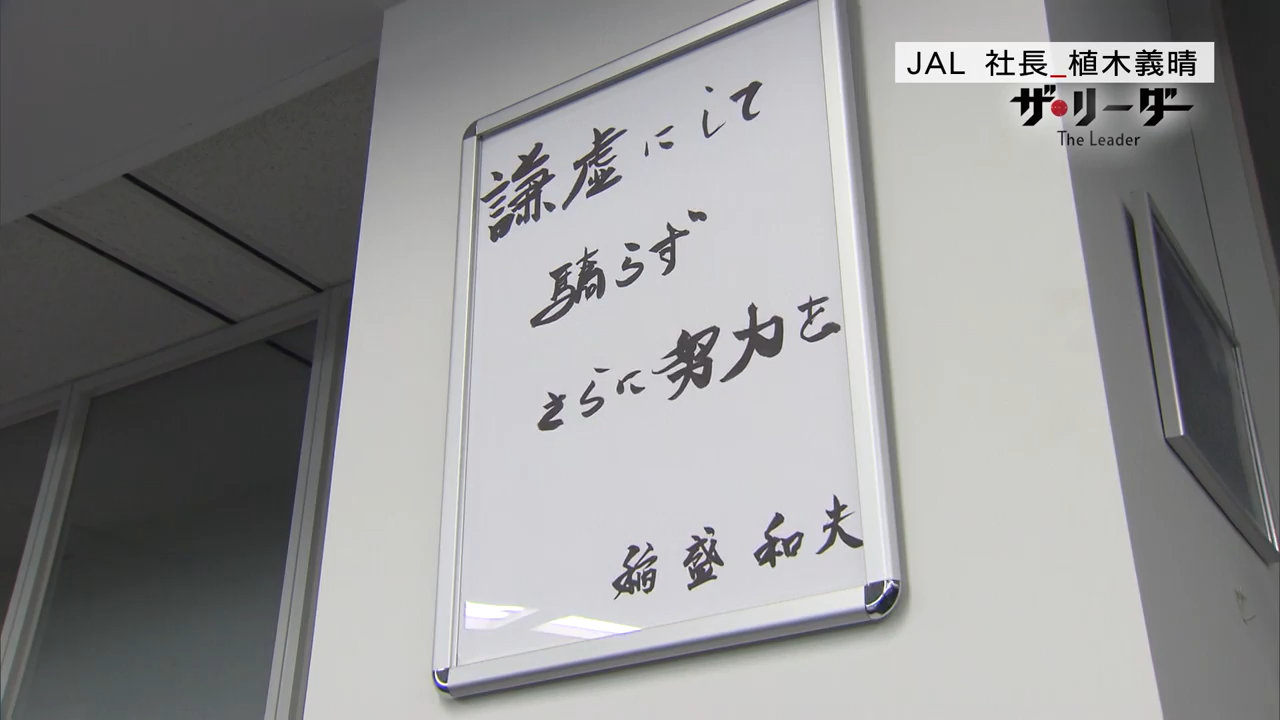 JAL 社長_植木義晴
ザ・リーダー
The Leader
謙虚にして
驕らず
さらに努力を
稲盛和夫